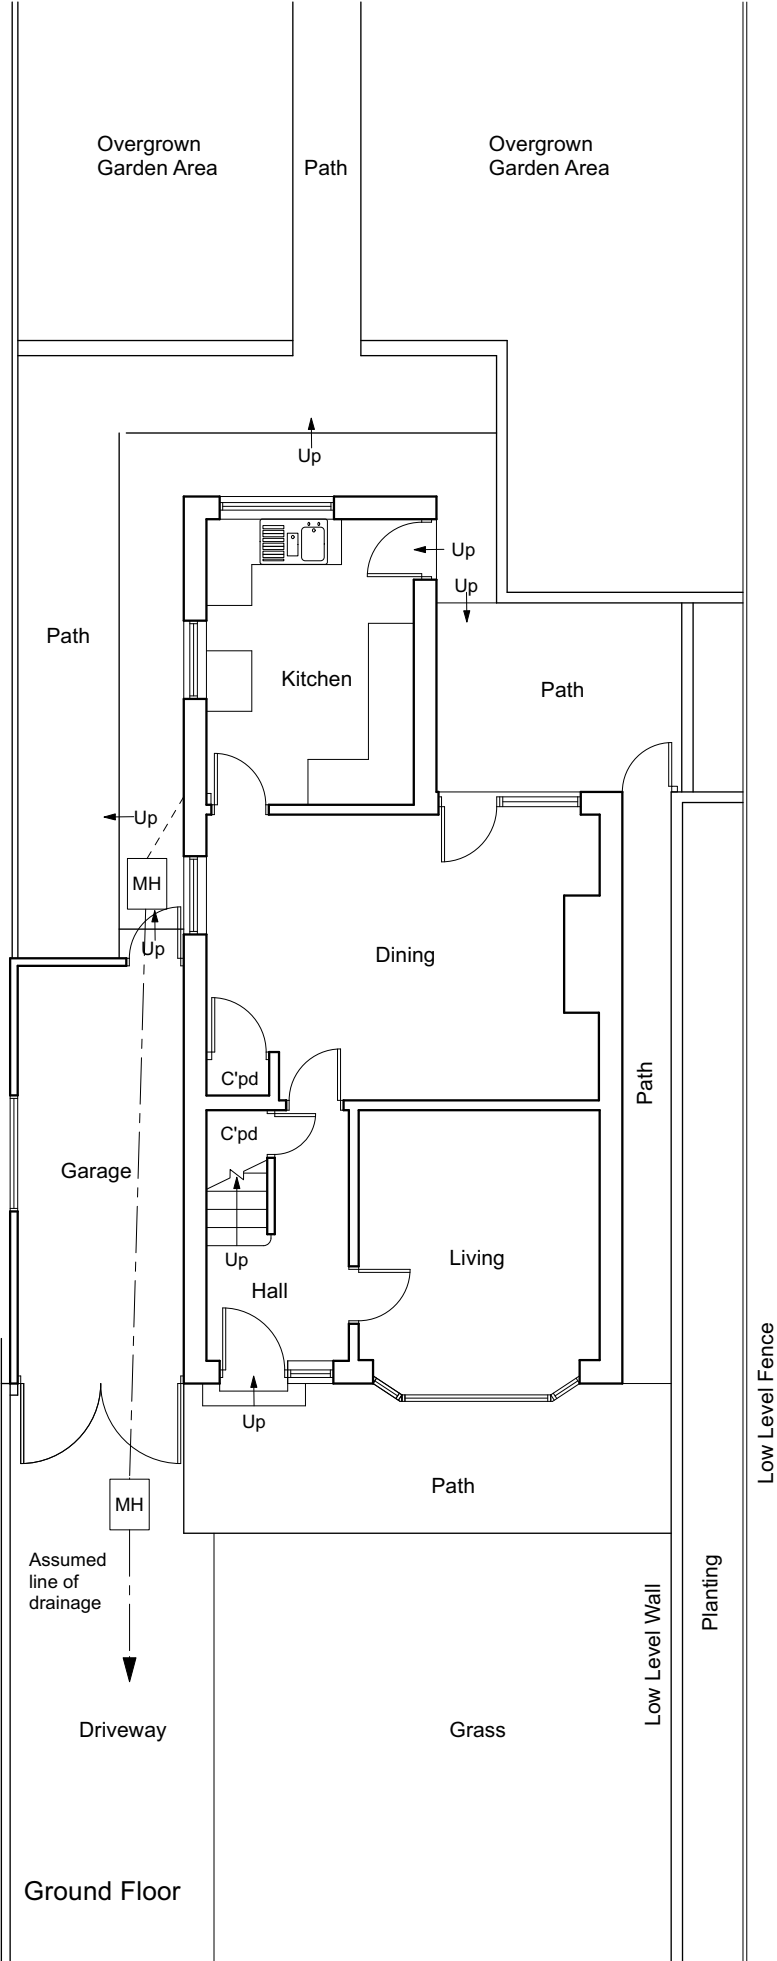 Overgrown
Garden Area
Path
Overgrown
Garden Area
Up
Up
Up
Path
Kitchen
Path
Up
MH
Up
Dining
C'pd
Path
C'pd
Garage
Up
Living
Hall
Up
Low Level Fence
Path
MH
Assumed
line of
drainage
Planting
Low Level Wall
Driveway
Grass
Ground Floor